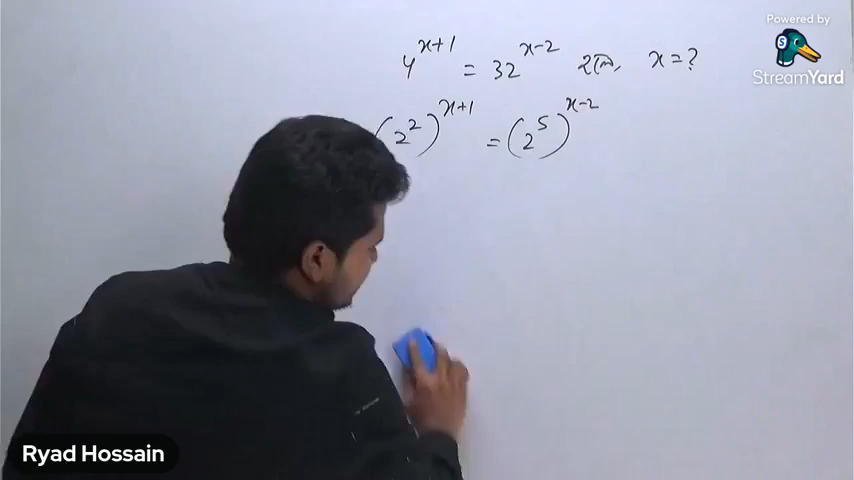 Powered by
StreamYard
4^{x+1} = 32^{x-2} হলে, x = ?
(2^2)^{x+1} = (2^5)^{x-2}
Ryad Hossain